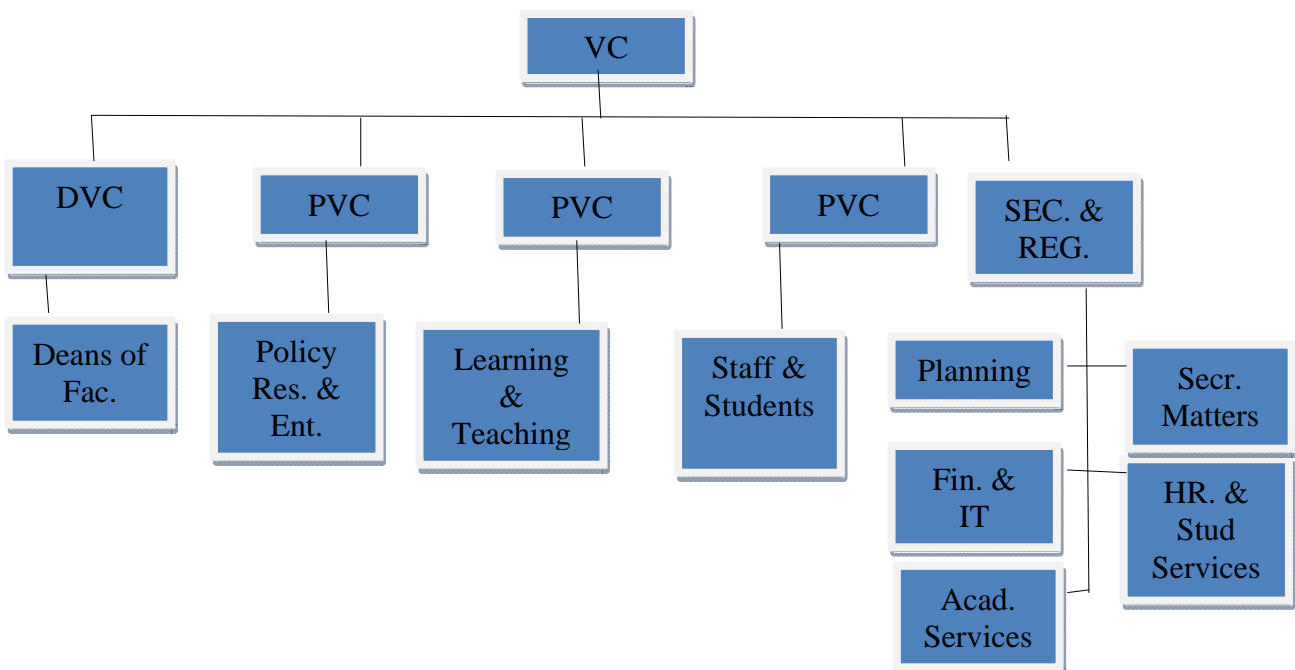 VC
DVC
PVC
PVC
PVC
SEC. &
REG.
Deans of
Fac.
Policy
Res. &
Ent.
Learning
&
Teaching
Staff &
Students
Planning
Secr.
Matters
Fin. &
IT
HR. &
Stud
Services
Acad.
Services